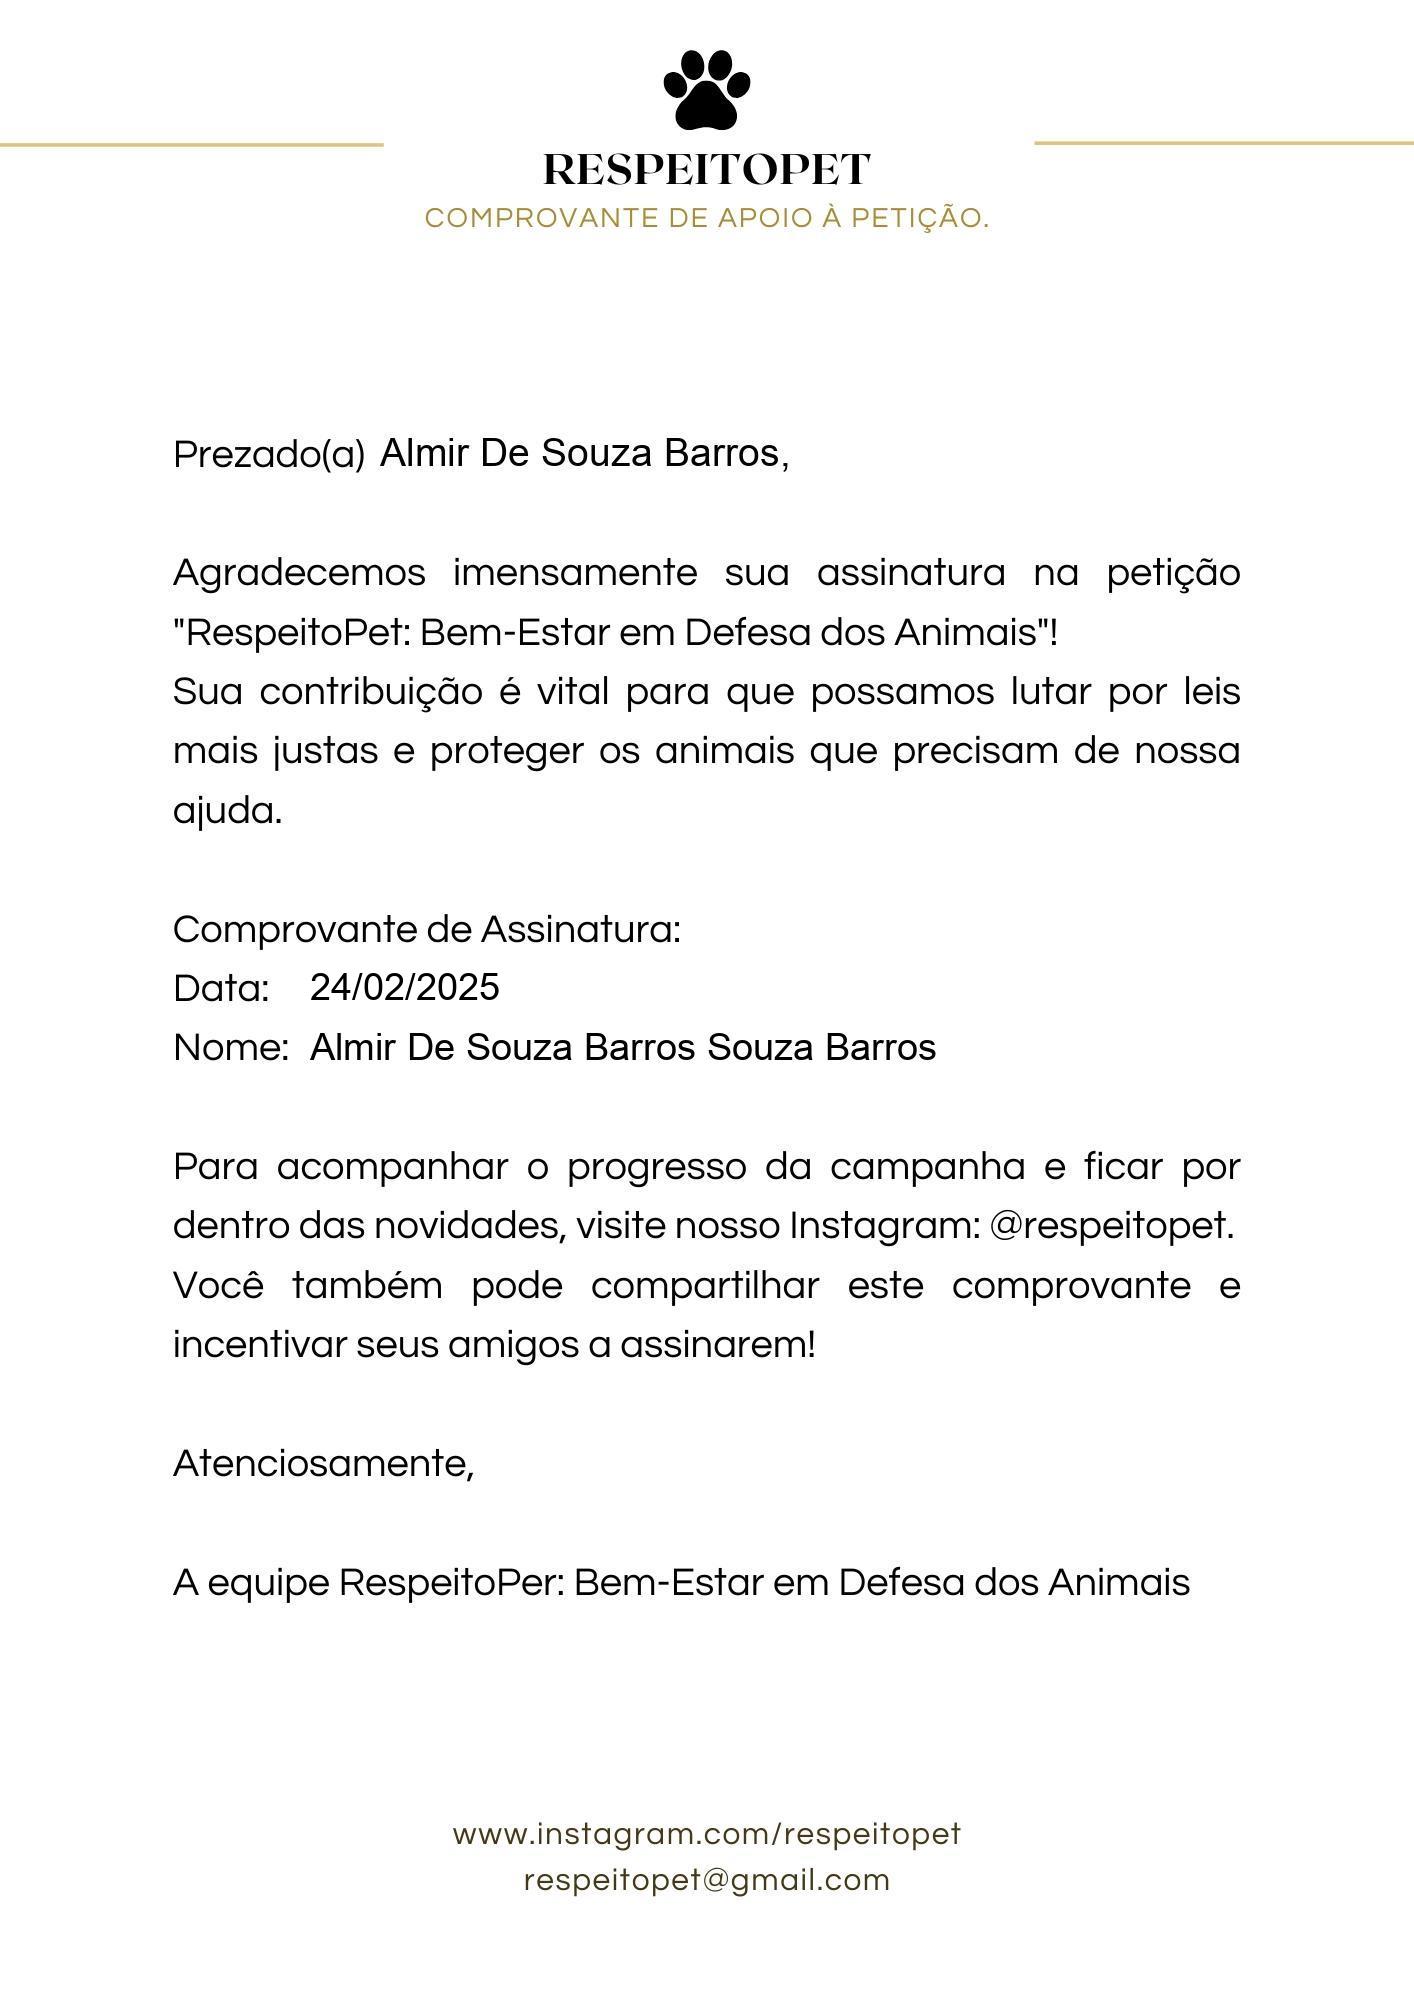 RESPEITOPET
COMPROVANTE DE APOIO À PETIÇÃO.
Prezado(a) Almir De Souza Barros,
Agradecemos imensamente sua assinatura na petição
"RespeitoPet: Bem-Estar em Defesa dos Animais"!
Sua contribuição é vital para que possamos lutar por leis
mais justas e proteger os animais que precisam de nossa
ajuda.
Comprovante de Assinatura:
Data: 24/02/2025
Nome: Almir De Souza Barros Souza Barros
Para acompanhar o progresso da campanha e ficar por
dentro das novidades, visite nosso Instagram: @respeitopet.
Você também pode compartilhar este comprovante e
incentivar seus amigos a assinarem!
Atenciosamente,
A equipe RespeitoPer: Bem-Estar em Defesa dos Animais
www.instagram.com/respeitopet
respeitopet@gmail.com